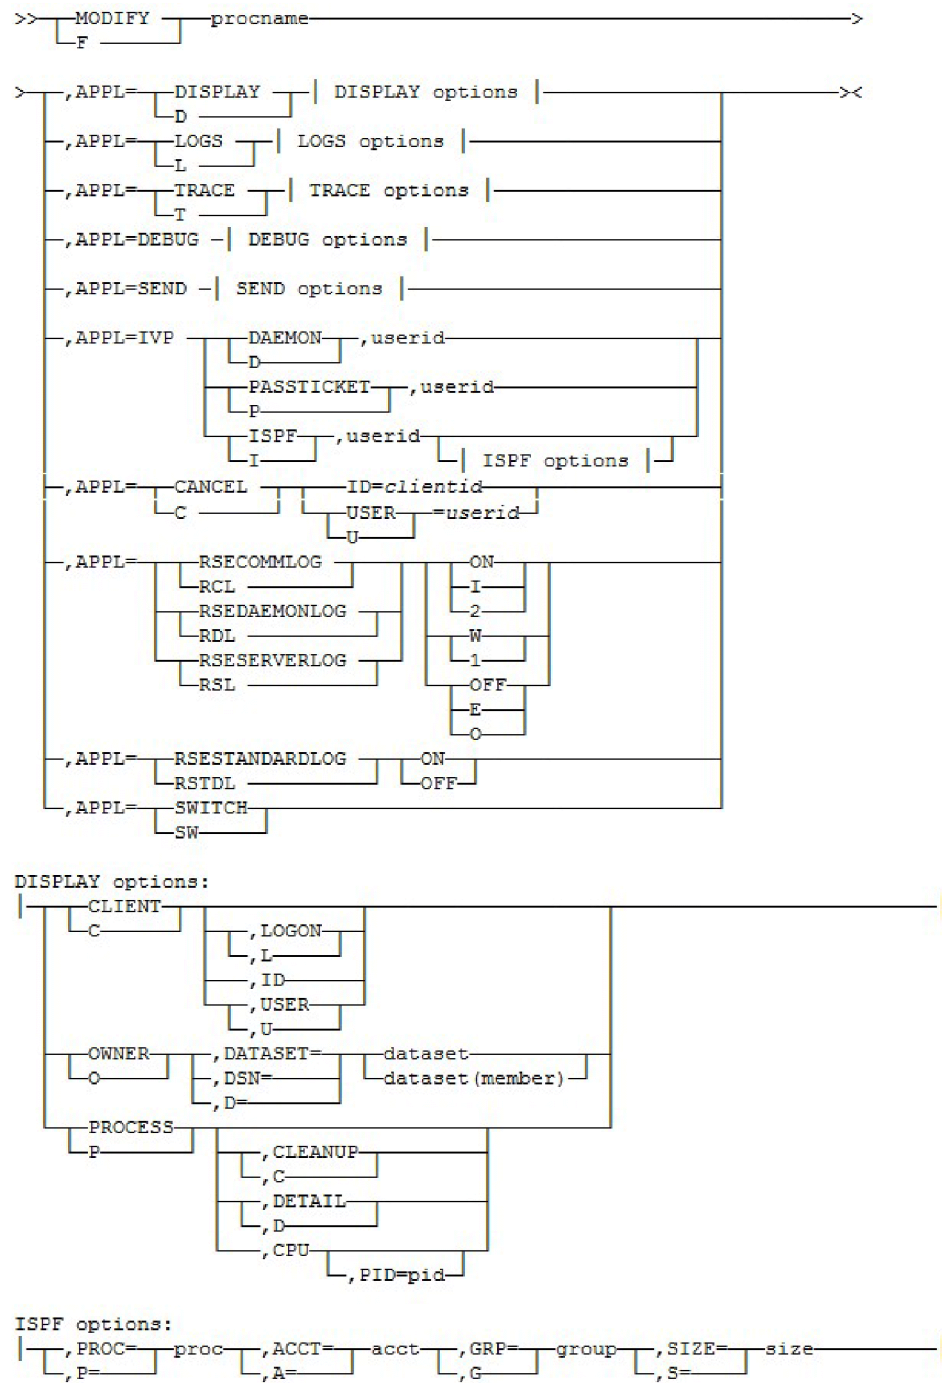 >> MODIFY procname >
F
> ,APPL= DISPLAY DISPLAY options ><
D
,APPL= LOGS LOGS options
L
,APPL= TRACE TRACE options
T
,APPL=DEBUG DEBUG options
,APPL=SEND SEND options
,APPL=IVP DAEMON ,userid
D
PASSTICKET ,userid
P
ISPF ,userid
I ISPF options
,APPL= CANCEL ID=clientid
C USER =userid
U
,APPL= RSECOMMLOG ON
RCL I
RSEDAEMONLOG 2
RDL W
RSESERVERLOG 1
RSL OFF
E
O
,APPL= RSESTANDARDLOG ON
RSTDL OFF
,APPL= SWITCH
SW
DISPLAY options:
CLIENT
C ,LOGON
,L
,ID
,USER
,U
OWNER ,DATASET= dataset
O ,DSN= dataset(member)
,D=
PROCESS
P ,CLEANUP
,C
,DETAIL
,D
,CPU
,PID=pid
ISPF options:
,PROC= proc ,ACCT= acct ,GRP= group ,SIZE= size
,P= ,A= ,G ,S=